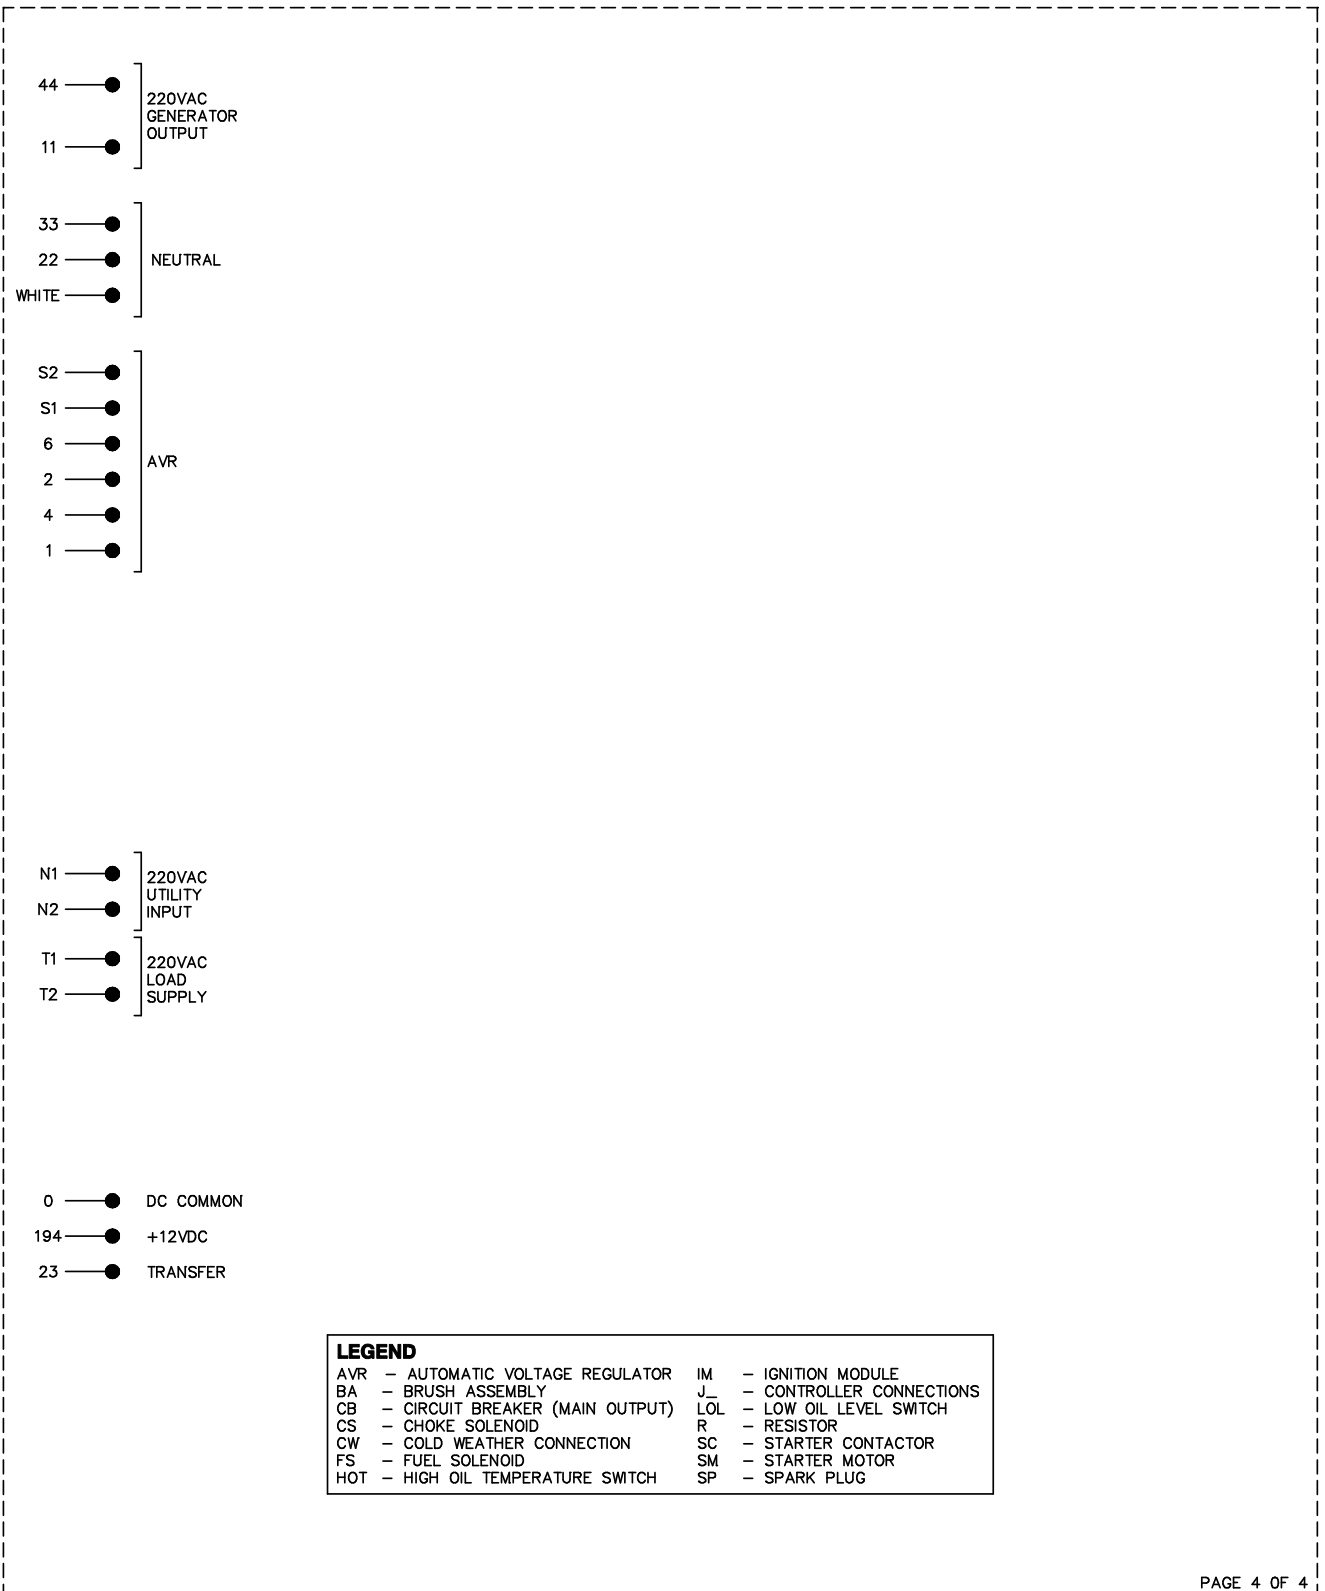 44
220VAC
GENERATOR
OUTPUT
11
33
22
NEUTRAL
WHITE
S2
S1
6
AVR
2
4
1
N1
220VAC
UTILITY
N2
INPUT
T1
220VAC
LOAD
T2
SUPPLY
0 DC COMMON
194 +12VDC
23 TRANSFER
LEGEND
AVR – AUTOMATIC VOLTAGE REGULATOR IM – IGNITION MODULE
BA – BRUSH ASSEMBLY J_ – CONTROLLER CONNECTIONS
CB – CIRCUIT BREAKER (MAIN OUTPUT) LOL – LOW OIL LEVEL SWITCH
CS – CHOKE SOLENOID R – RESISTOR
CW – COLD WEATHER CONNECTION SC – STARTER CONTACTOR
FS – FUEL SOLENOID SM – STARTER MOTOR
HOT – HIGH OIL TEMPERATURE SWITCH SP – SPARK PLUG
PAGE 4 OF 4